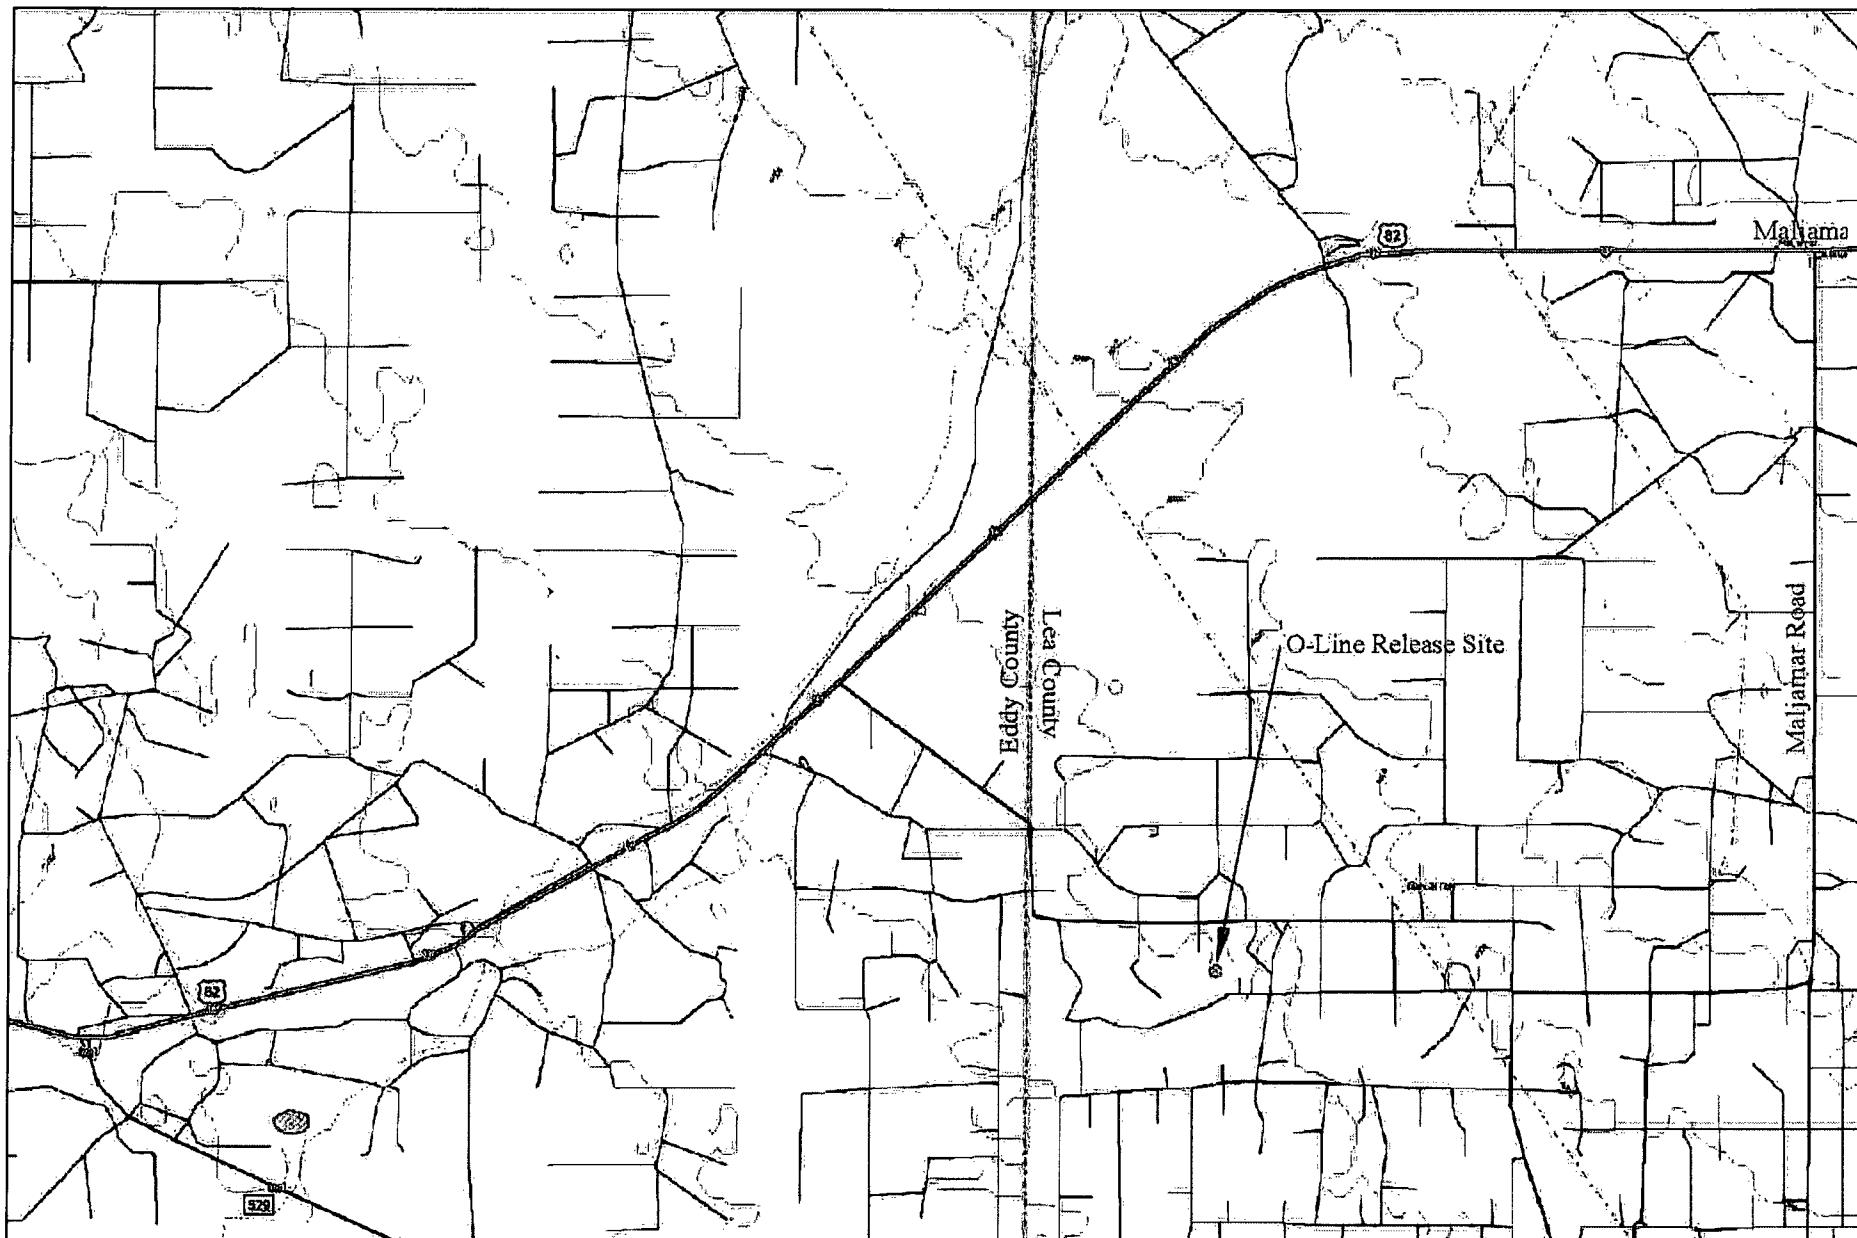 82
Maljama
Eddy County
Lea County
O-Line Release Site
Maljamar Road
82
529